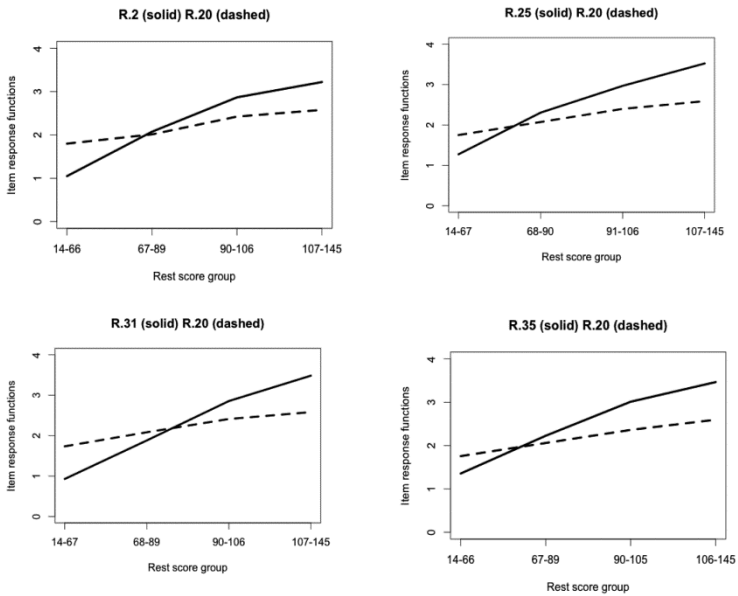 R.2 (solid) R.20 (dashed)
Item response functions
4
3
2
1
0
14-66 67-89 90-106 107-145
Rest score group
R.25 (solid) R.20 (dashed)
Item response functions
4
3
2
1
0
14-67 68-90 91-106 107-145
Rest score group
R.31 (solid) R.20 (dashed)
Item response functions
4
3
2
1
0
14-67 68-89 90-106 107-145
Rest score group
R.35 (solid) R.20 (dashed)
Item response functions
4
3
2
1
0
14-66 67-89 90-105 106-145
Rest score group